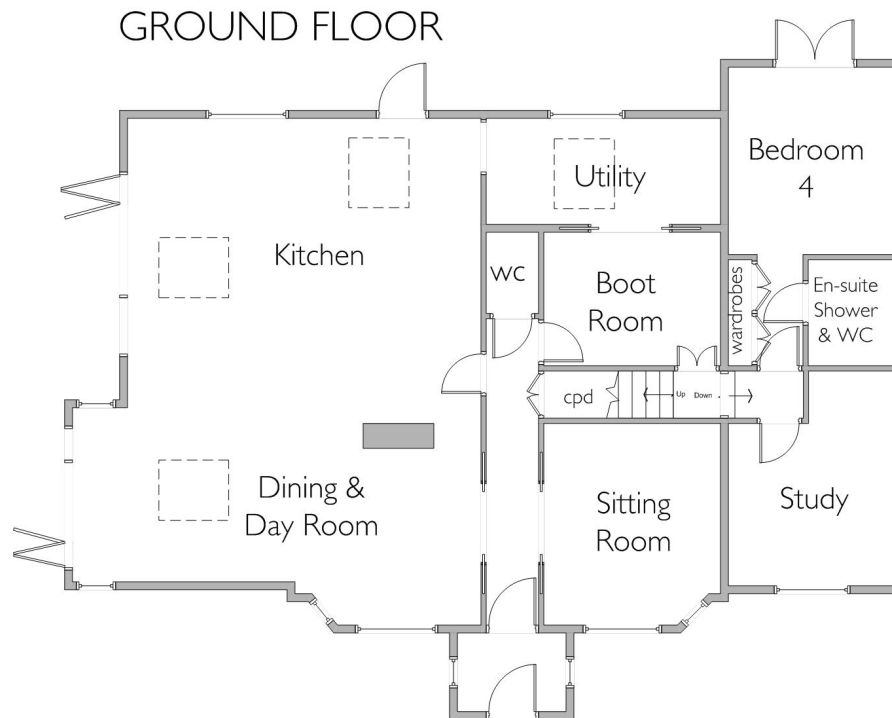 GROUND FLOOR
Bedroom
4
Utility
Kitchen
WC
Boot
Room
wardrobes
En-suite
Shower
& WC
cpd
Up
Down
Dining &
Day Room
Sitting
Room
Study